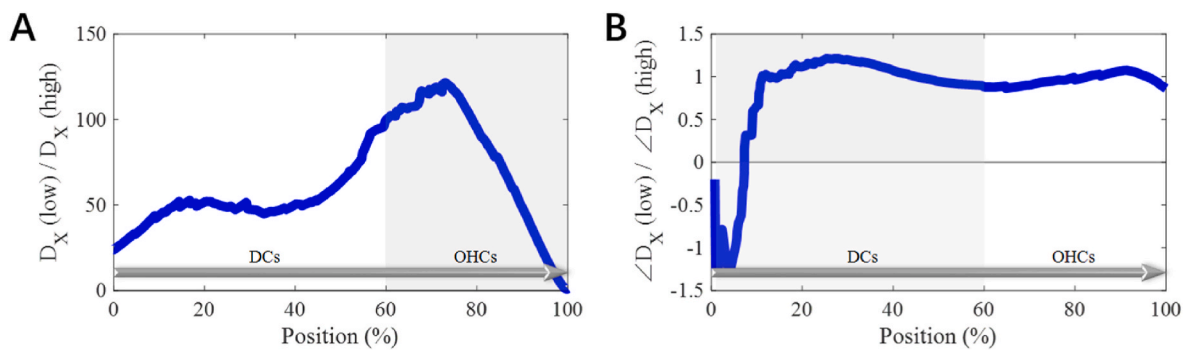 A
150
100
50
0
D_X (low) / D_X (high)
DCs
OHCs
0 20 40 60 80 100
Position (%)
B
1.5
1
0.5
0
-0.5
-1
-1.5
∠D_X (low) / ∠D_X (high)
DCs
OHCs
0 20 40 60 80 100
Position (%)